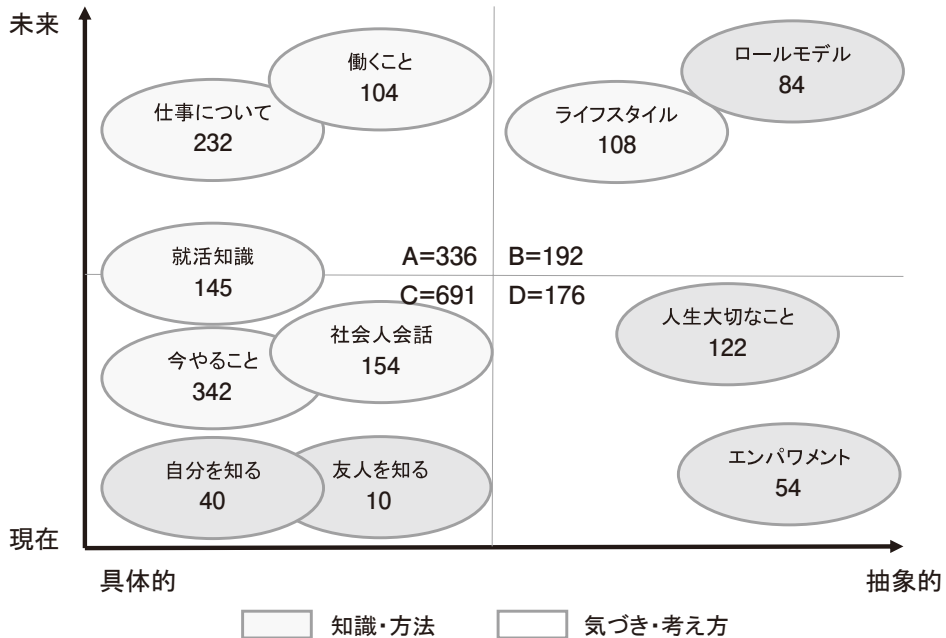 未来
働くこと
104
仕事について
232
ロールモデル
84
ライフスタイル
108
就活知識
145
A=336
B=192
C=691
D=176
社会人会話
154
今やること
342
人生大切なこと
122
自分を知る
40
友人を知る
10
エンパワメント
54
現在
具体的
抽象的
知識・方法
気づき・考え方